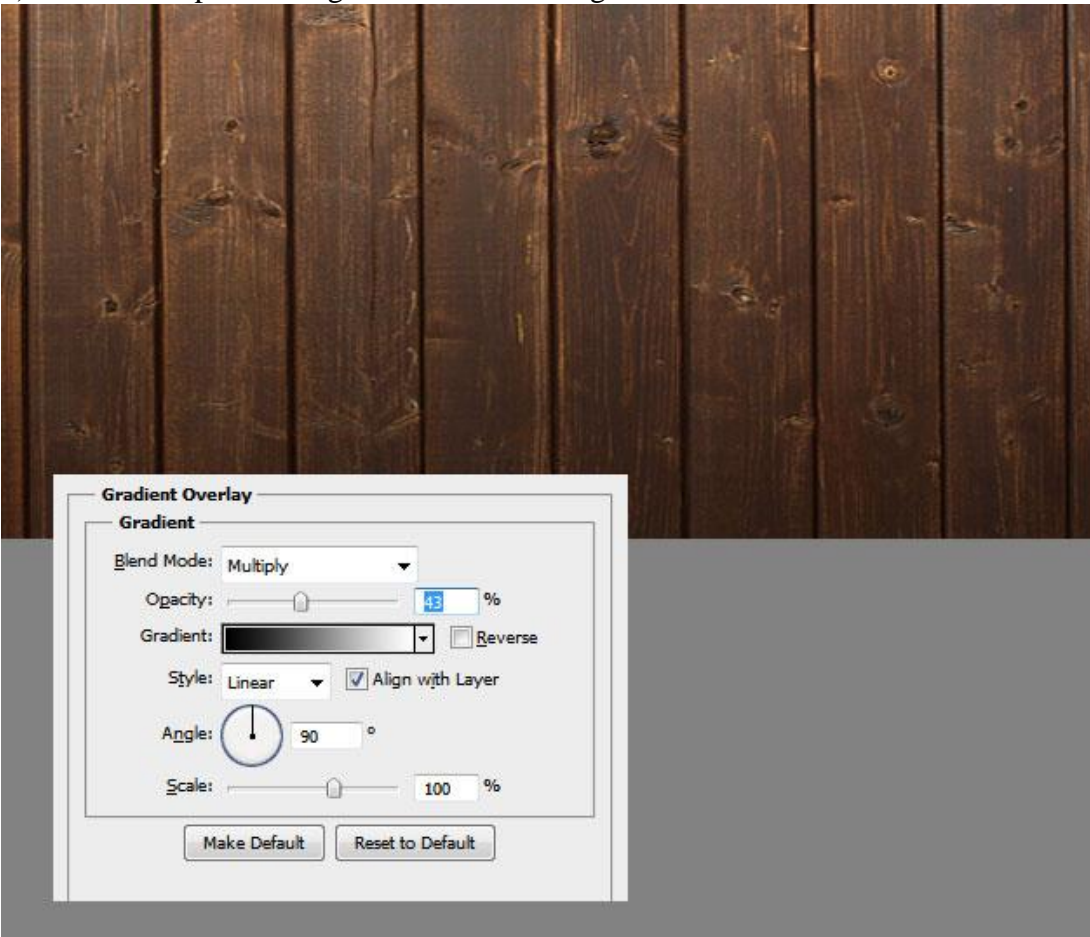 Gradient Overlay
Gradient
Blend Mode: Multiply
Opacity: 43 %
Gradient: Reverse
Style: Linear Align with Layer
Angle: 90 °
Scale: 100 %
Make Default Reset to Default